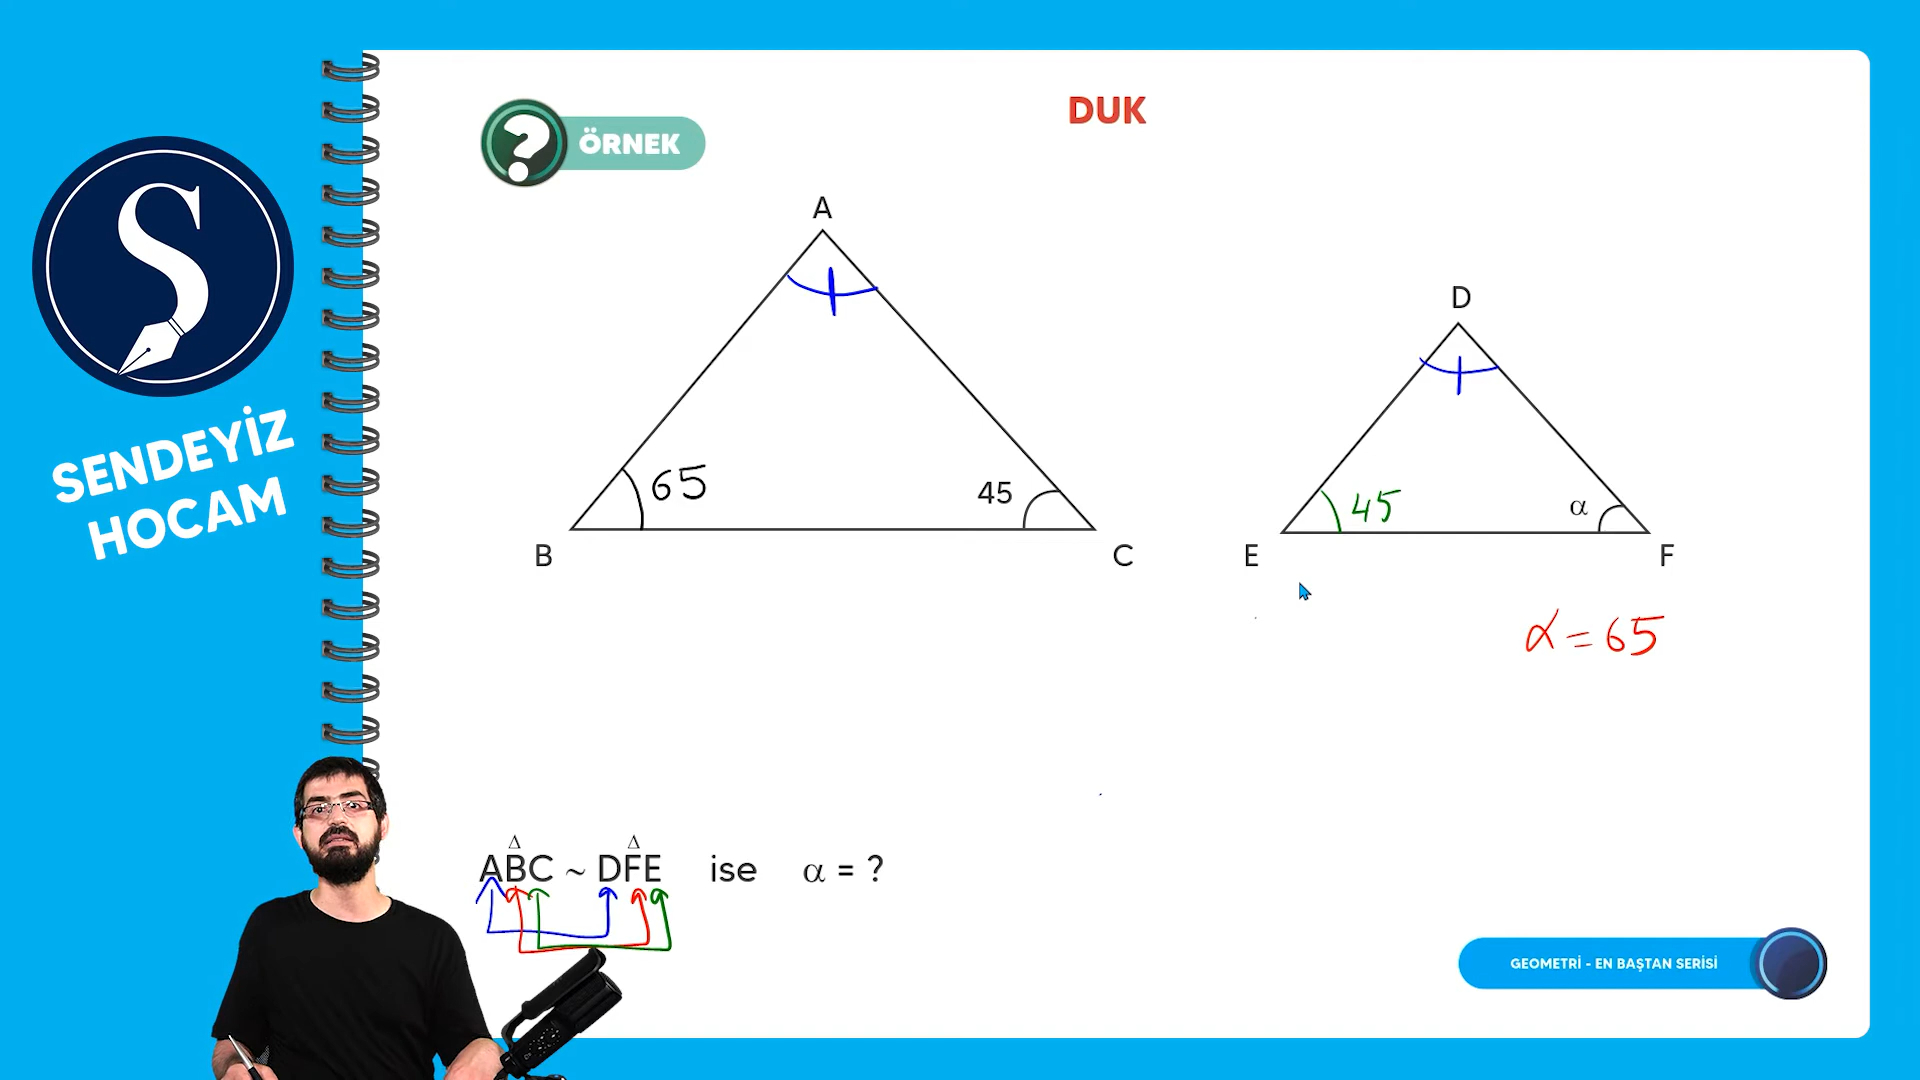 SENDEYİZ
HOCAM
DUK
? ÖRNEK
A
65
45
B
C
D
45
α
E
F
α = 65
ABC ~ DFE ise α = ?
GEOMETRİ - EN BAŞTAN SERİSİ